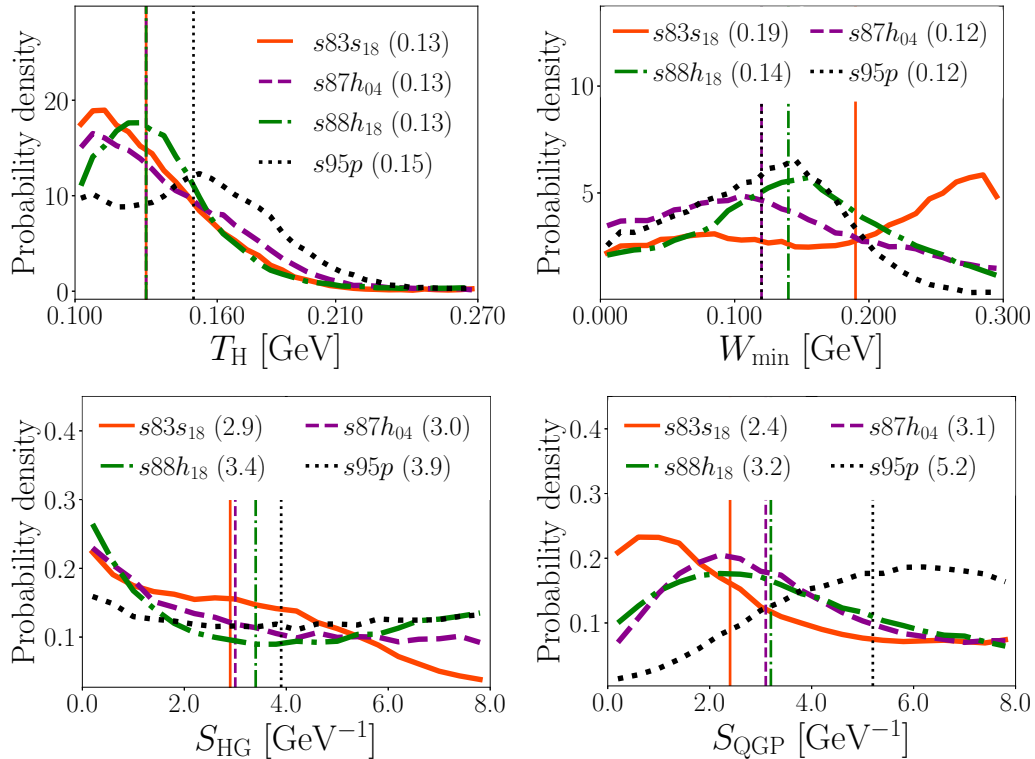 Probability density
20
10
0
s83s₁₈ (0.13)
s87h₀₄ (0.13)
s88h₁₈ (0.13)
s95p (0.15)
0.100 0.160 0.210 0.270
T_H [GeV]
Probability density
10
5
s83s₁₈ (0.19) s87h₀₄ (0.12)
s88h₁₈ (0.14) s95p (0.12)
0.000 0.100 0.200 0.300
W_min [GeV]
Probability density
0.4
0.3
0.2
0.1
s83s₁₈ (2.9) s87h₀₄ (3.0)
s88h₁₈ (3.4) s95p (3.9)
0.0 2.0 4.0 6.0 8.0
S_HG [GeV⁻¹]
Probability density
0.4
0.3
0.2
0.1
s83s₁₈ (2.4) s87h₀₄ (3.1)
s88h₁₈ (3.2) s95p (5.2)
0.0 2.0 4.0 6.0 8.0
S_QGP [GeV⁻¹]